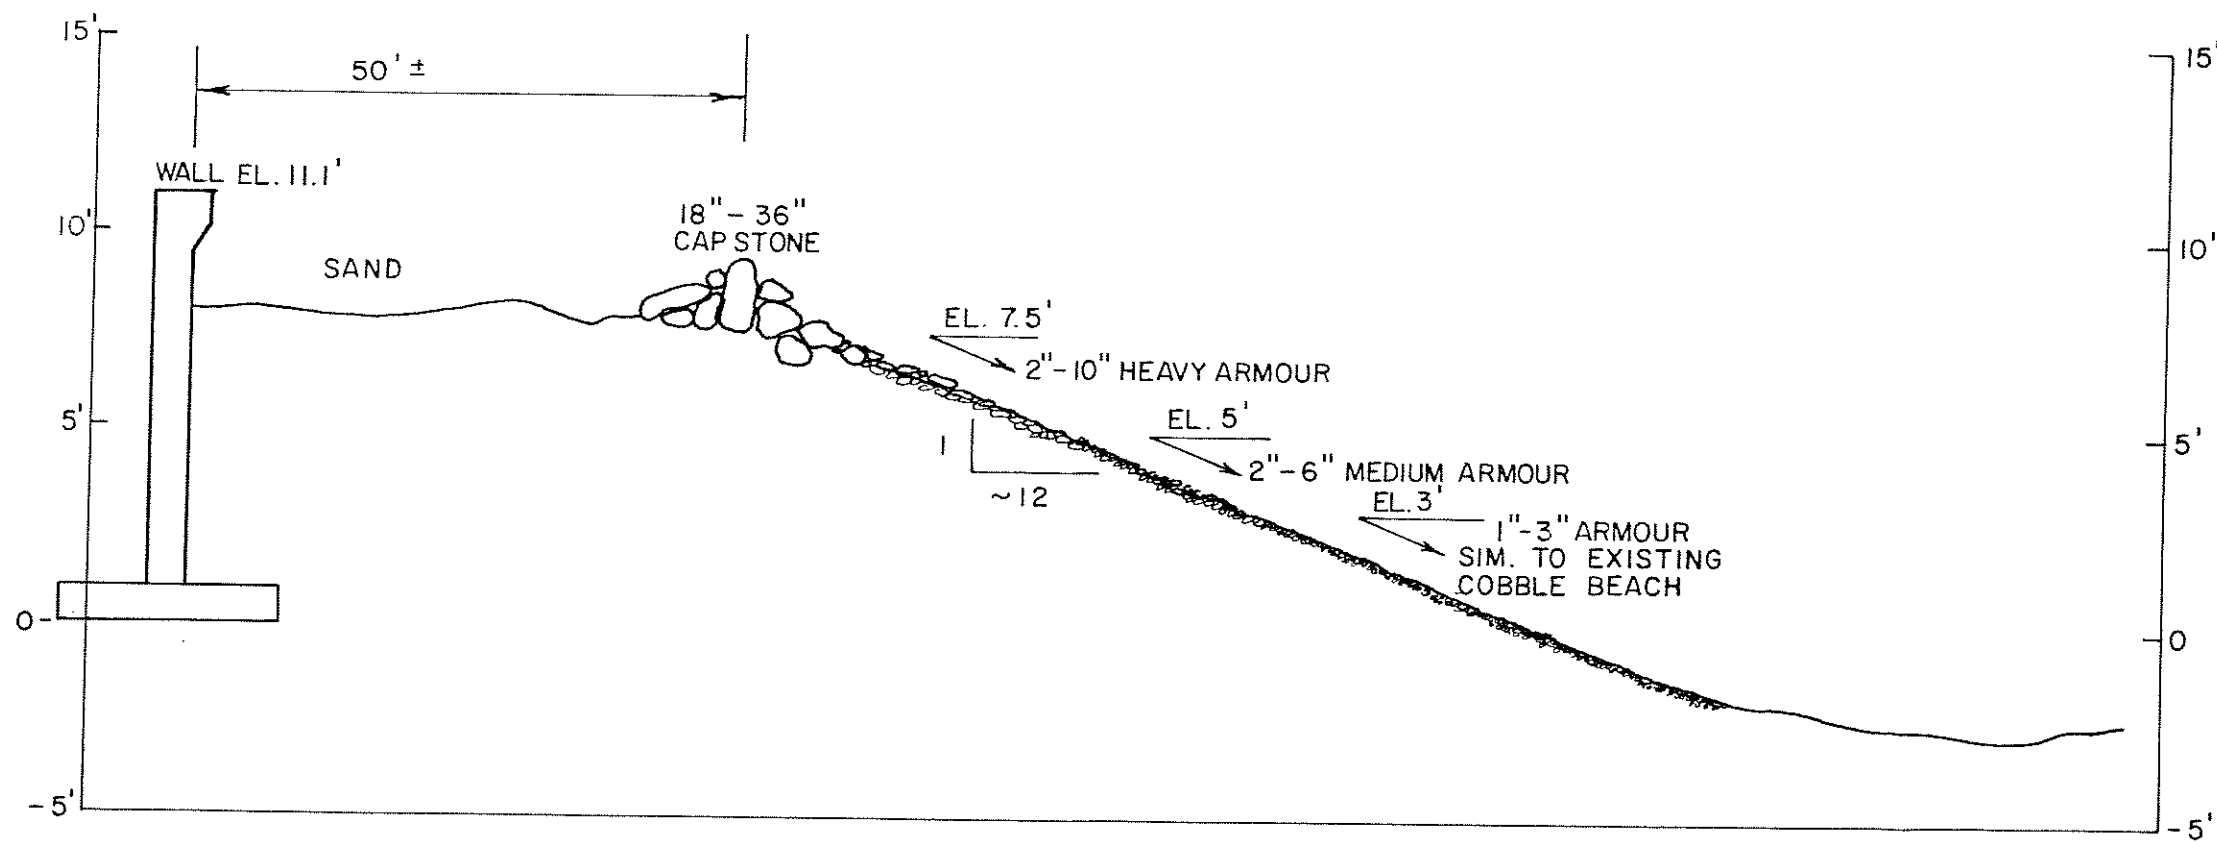 15'
50' ±
15'
WALL EL. 11.1'
18" - 36"
CAP STONE
10'
10'
SAND
EL. 7.5'
2"-10" HEAVY ARMOUR
5'
EL. 5'
5'
1
~12
2"-6" MEDIUM ARMOUR
EL. 3'
1"-3" ARMOUR
SIM. TO EXISTING
COBBLE BEACH
0-
0
-5'
-5'